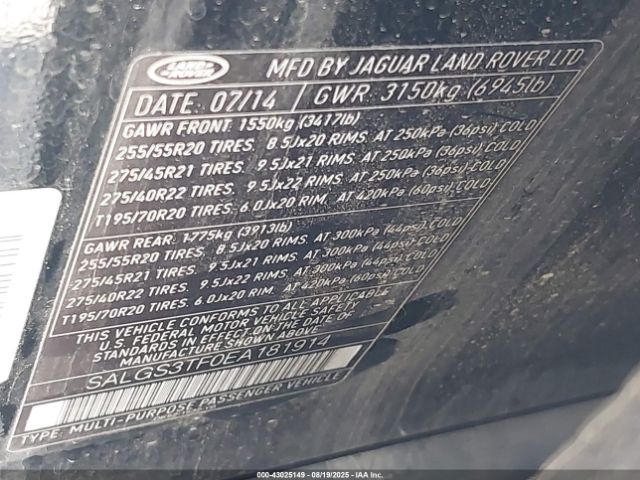 LAND ROVER
MFD BY JAGUAR LAND ROVER LTD
DATE: 07/14 GWR: 3150kg (6945lb)
GAWR FRONT: 1550kg (3417lb)
255/55R20 TIRES. 8.5Jx20 RIMS. AT 250kPa (36psi) COLD
275/45R21 TIRES. 9.5Jx21 RIMS. AT 250kPa (36psi) COLD
275/40R22 TIRES. 9.5Jx22 RIMS. AT 250kPa (36psi) COLD
T195/70R20 TIRES. 6.0Jx20 RIM. AT 420kPa (60psi) COLD
GAWR REAR: 1775kg (3913lb)
255/55R20 TIRES. 8.5Jx20 RIMS. AT 300kPa (44psi) COLD
275/45R21 TIRES. 9.5Jx21 RIMS. AT 300kPa (44psi) COLD
275/40R22 TIRES. 9.5Jx22 RIMS. AT 300kPa (44psi) COLD
T195/70R20 TIRES. 6.0Jx20 RIM. AT 420kPa (60psi) COLD
THIS VEHICLE CONFORMS TO ALL APPLICABLE
U.S. FEDERAL MOTOR VEHICLE SAFETY
STANDARDS IN EFFECT ON THE DATE OF
MANUFACTURE SHOWN ABOVE.
SALGS3TF0EA181914
TYPE: MULTI-PURPOSE PASSENGER VEHICLE
000-43025149 - 08/19/2025 - IAAI.COM